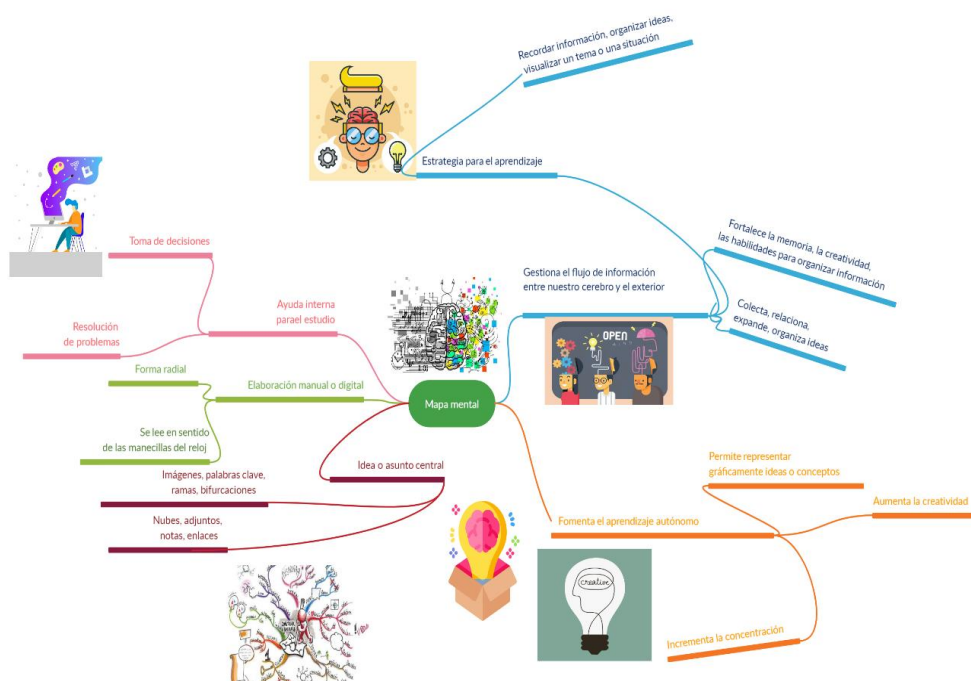 Recordar información, organizar ideas,
visualizar un tema o una situación
Estrategia para el aprendizaje
Fortalece la memoria, la creatividad,
las habilidades para organizar información
Gestiona el flujo de información
entre nuestro cerebro y el exterior
Colecta, relaciona,
expande, organiza ideas
OPEN
Toma de decisiones
Ayuda interna
parael estudio
Resolución
de problemas
Forma radial
Elaboración manual o digital
Se lee en sentido
de las manecillas del reloj
Mapa mental
Idea o asunto central
Imágenes, palabras clave,
ramas, bifurcaciones
Nubes, adjuntos,
notas, enlaces
Permite representar
gráficamente ideas o conceptos
Aumenta la creatividad
Fomenta el aprendizaje autónomo
creative
Incrementa la concentración